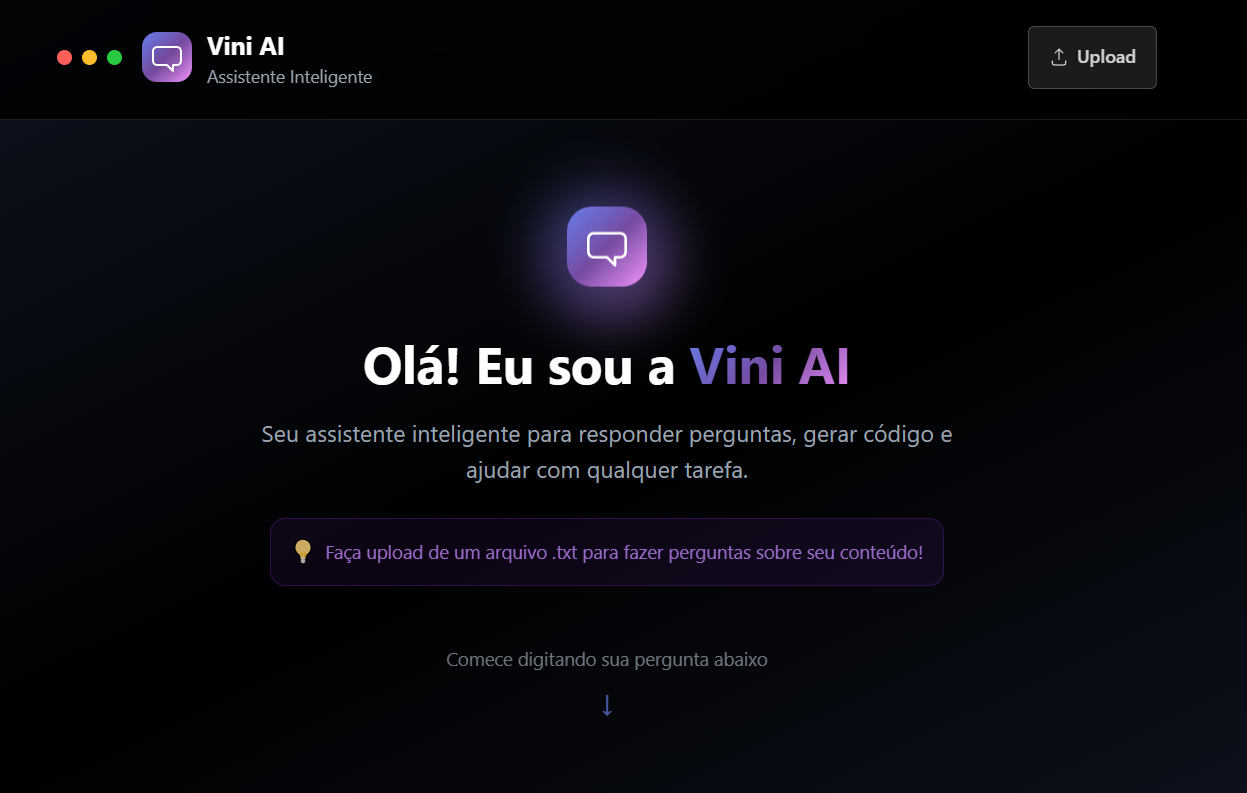 Vini AI
Assistente Inteligente
Upload
Olá! Eu sou a Vini AI
Seu assistente inteligente para responder perguntas, gerar código e
ajudar com qualquer tarefa.
Faça upload de um arquivo .txt para fazer perguntas sobre seu conteúdo!
Comece digitando sua pergunta abaixo
↓